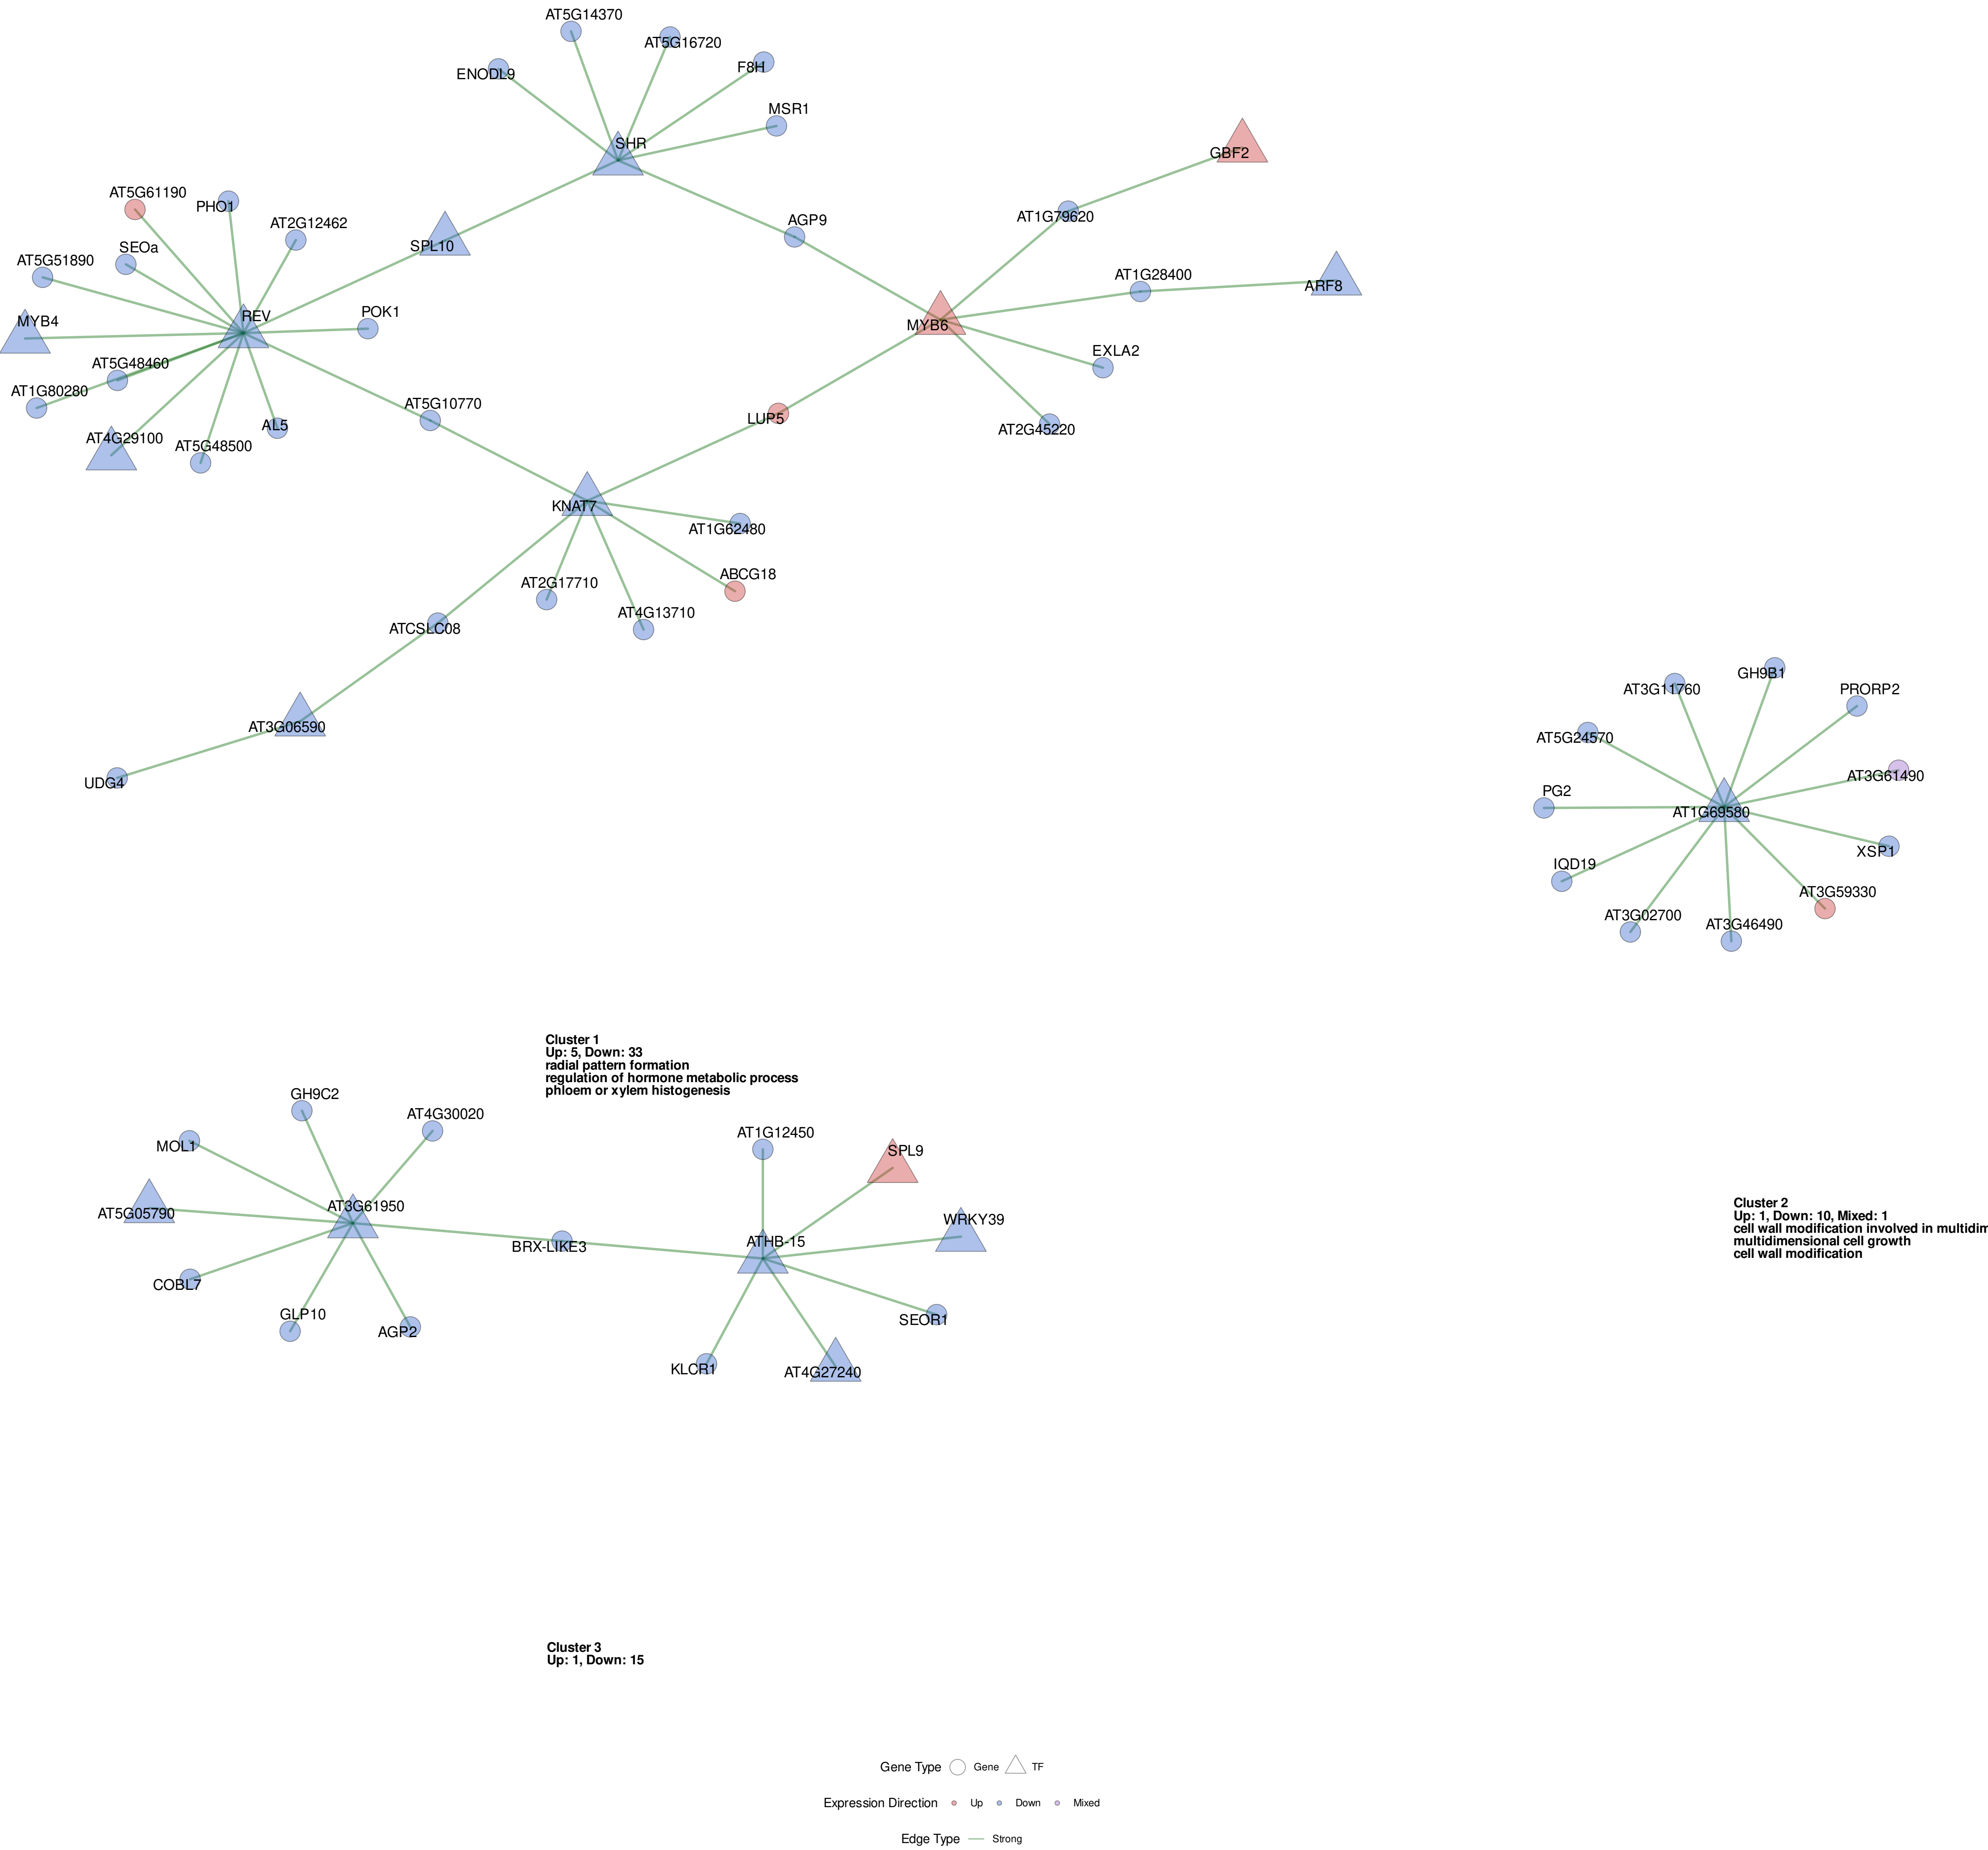 AT5G14370
AT5G16720
ENODL9
F8H
MSR1
SHR
GBF2
AT5G61190
PHO1
AT2G12462
AGP9
AT1G79620
SEOa
SPL10
AT5G51890
AT1G28400
ARF8
MYB4
REV
POK1
MYB6
EXLA2
AT5G48460
AT1G80280
AT5G10770
LUP5
AL5
AT2G45220
AT4G29100
AT5G48500
KNAT7
AT1G62480
AT2G17710
ABCG18
AT4G13710
ATCSLC08
AT3G06590
UDG4
GH9B1
AT3G11760
PRORP2
AT5G24570
AT3G61490
PG2
AT1G69580
XSP1
IQD19
AT3G59330
AT3G02700
AT3G46490
Cluster 1
Up: 5, Down: 33
radial pattern formation
regulation of hormone metabolic process
phloem or xylem histogenesis
GH9C2
AT4G30020
MOL1
AT1G12450
SPL9
AT5G05790
AT3G61950
WRKY39
BRX-LIKE3
ATHB-15
COBL7
GLP10
AGP2
SEOR1
KLCR1
AT4G27240
Cluster 2
Up: 1, Down: 10, Mixed: 1
cell wall modification involved in multidim
multidimensional cell growth
cell wall modification
Cluster 3
Up: 1, Down: 15
Gene Type Gene TF
Expression Direction Up Down Mixed
Edge Type Strong